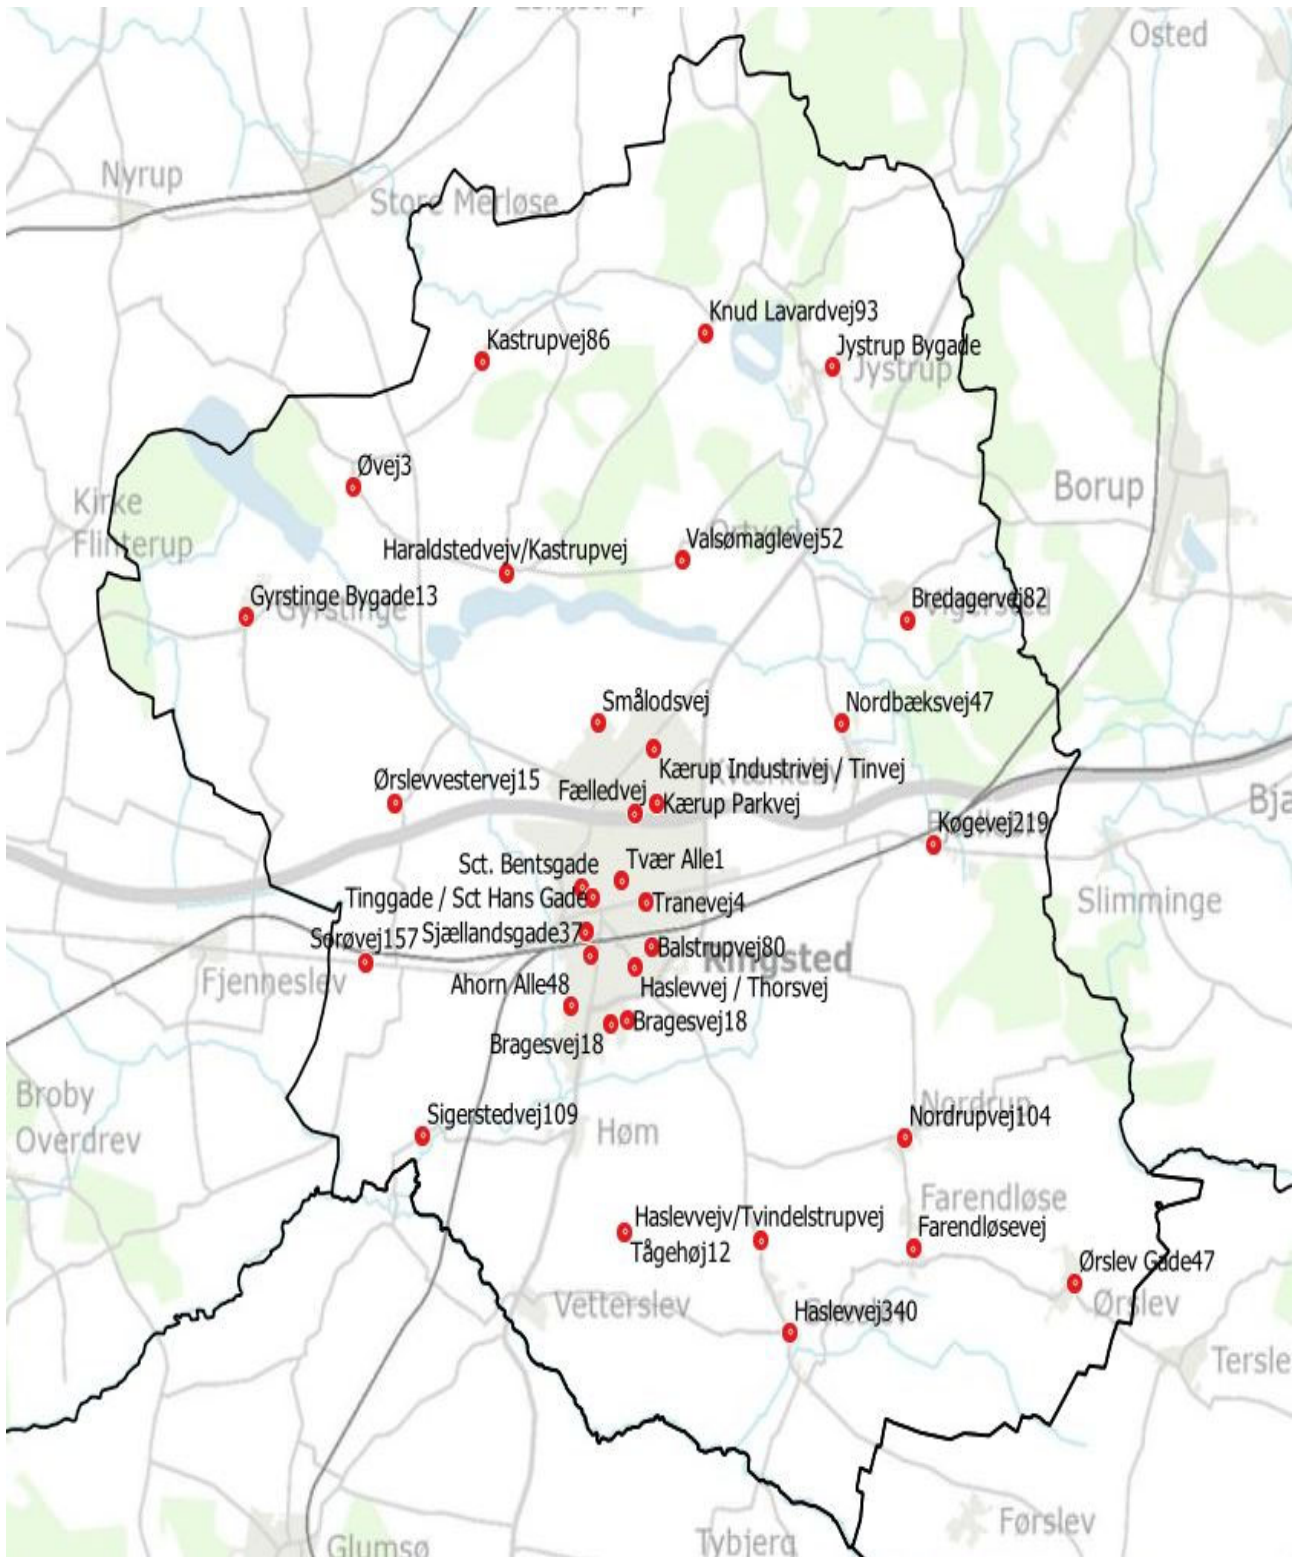 Osted
Nyrup
Store Merløse
Knud Lavardvej93
Kastrupvej86
Jystrup Bygade
Jystrup
Øvej3
Borup
Kirke
Flinterup
Ortved
Haraldstedvejv/Kastrupvej
Valsømaglevej52
Gyrstinge Bygade13
Gyrstinge
Bredagervej82
Vigersted
Smålodsvej
Nordbæksvej47
Kærup Industrivej / Tinvej
Ørslevvestervej15
Fælledvej
Kærup Parkvej
Bja
Køgevej219
Sct. Bentsgade
Tvær Alle1
Tinggade / Sct Hans Gade
Tranevej4
Slimminge
Sorøvej157
Sjællandsgade37
Balstrupvej80
Ringsted
Fjenneslev
Ahorn Alle48
Haslevvej / Thorsvej
Bragesvej18
Bragesvej18
Broby
Overdrev
Nordrup
Sigerstedvej109
Nordrupvej104
Høm
Farendløse
Haslevvejv/Tvindelstrupvej
Farendløsevej
Tågehøj12
Ørslev Gade47
Vetterslev
Ørslev
Haslevvej340
Tersle
Førslev
Tybjerg
Glumsø